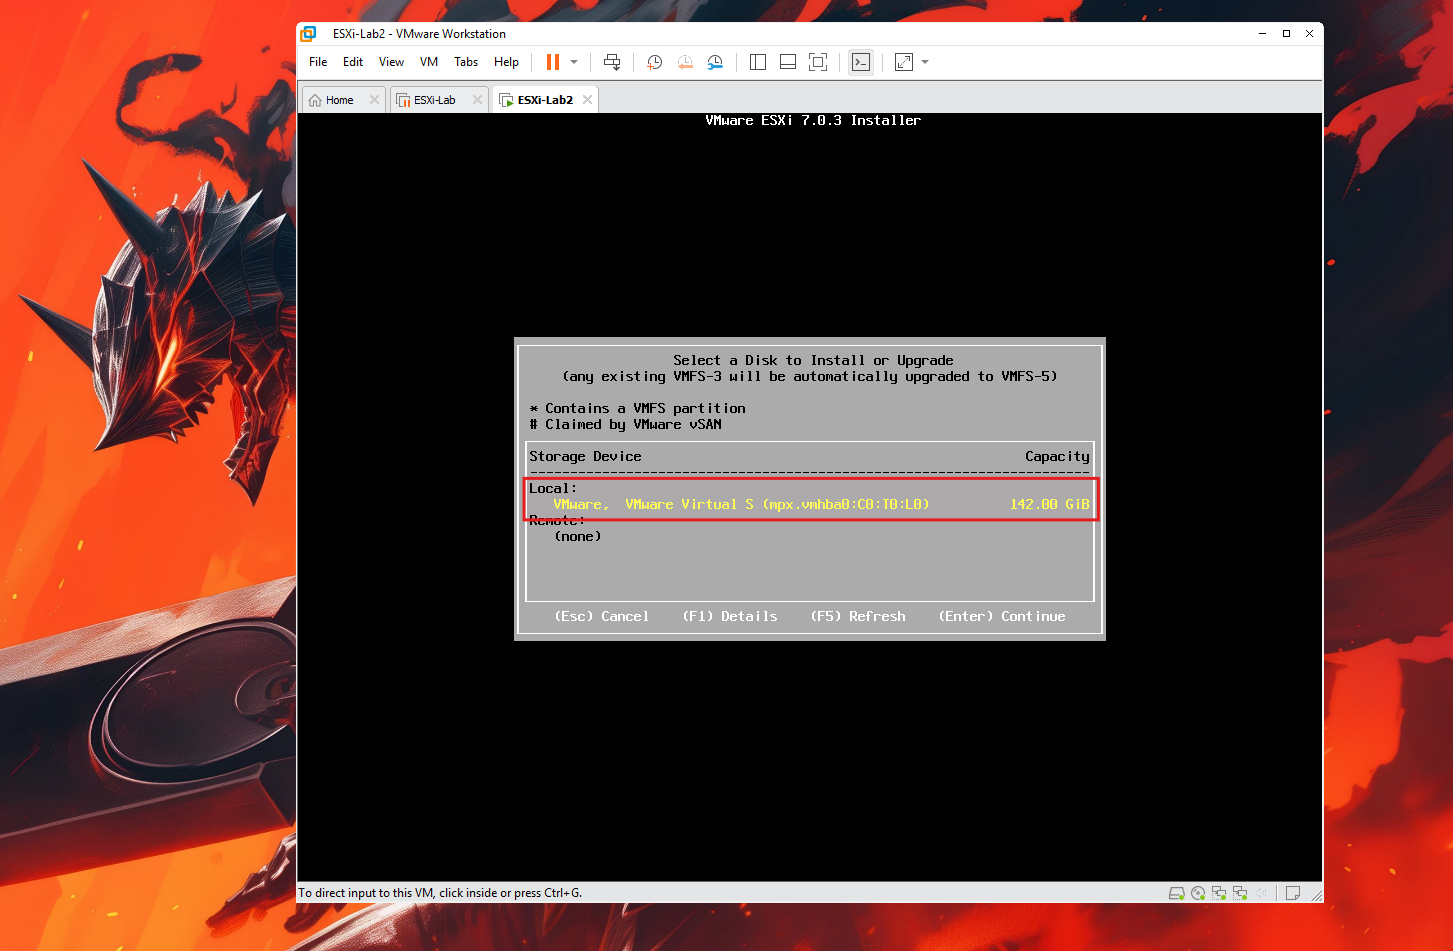 ESXi-Lab2 - VMware Workstation
File Edit View VM Tabs Help
Home ESXi-Lab ESXi-Lab2
VMware ESXi 7.0.3 Installer
Select a Disk to Install or Upgrade
(any existing VMFS-3 will be automatically upgraded to VMFS-5)
* Contains a VMFS partition
# Claimed by VMware vSAN
Storage Device Capacity
Local:
VMware, VMware Virtual S (mpx.vmhba0:C0:T0:L0) 142.00 GiB
Remote:
(none)
(Esc) Cancel (F1) Details (F5) Refresh (Enter) Continue
To direct input to this VM, click inside or press Ctrl+G.